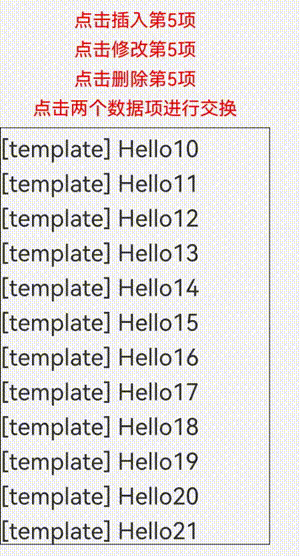 点击插入第5项
点击修改第5项
点击删除第5项
点击两个数据项进行交换
[template] Hello10
[template] Hello11
[template] Hello12
[template] Hello13
[template] Hello14
[template] Hello15
[template] Hello16
[template] Hello17
[template] Hello18
[template] Hello19
[template] Hello20
[template] Hello21